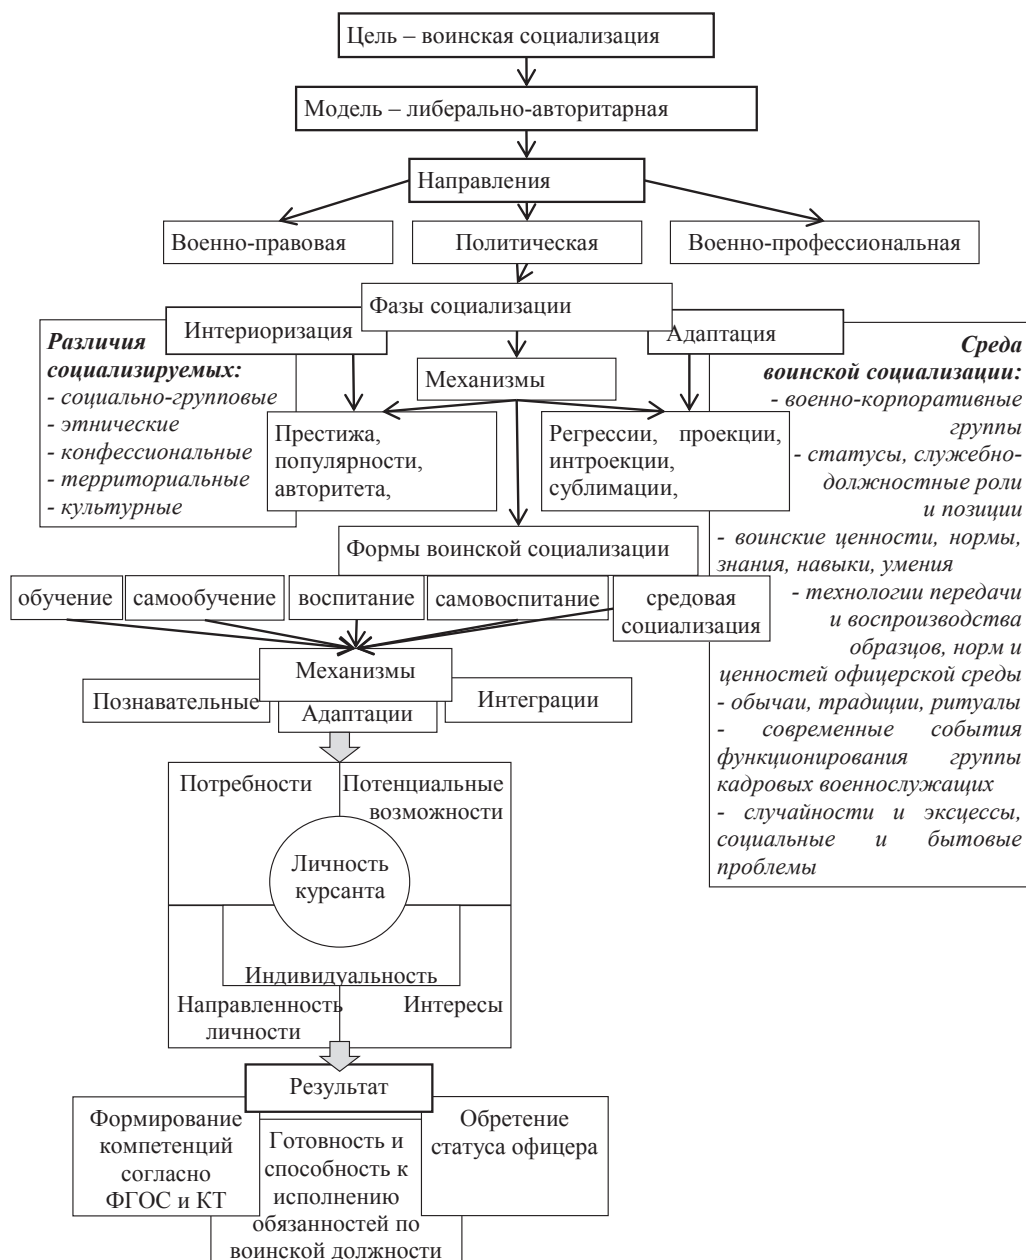 Цель – воинская социализация
Модель – либерально-авторитарная
Направления
Военно-правовая
Политическая
Военно-профессиональная
Фазы социализации
Интериоризация
Адаптация
Различия
социализируемых:
- социально-групповые
- этнические
- конфессиональные
- территориальные
- культурные
Механизмы
Престижа,
популярности,
авторитета,
Регрессии, проекции,
интроекции,
сублимации,
Среда
воинской социализации:
- военно-корпоративные
группы
- статусы, служебно-
должностные роли
и позиции
- воинские ценности, нормы,
знания, навыки, умения
- технологии передачи
и воспроизводства
образцов, норм и
ценностей офицерской среды
- обычаи, традиции, ритуалы
- современные события
функционирования группы
кадровых военнослужащих
- случайности и эксцессы,
социальные и бытовые
проблемы
Формы воинской социализации
обучение
самообучение
воспитание
самовоспитание
средовая
социализация
Механизмы
Познавательные
Адаптации
Интеграции
Потребности
Потенциальные
возможности
Личность
курсанта
Индивидуальность
Направленность
личности
Интересы
Результат
Формирование
компетенций
согласно
ФГОС и КТ
Готовность и
способность к
исполнению
обязанностей по
воинской должности
Обретение
статуса офицера